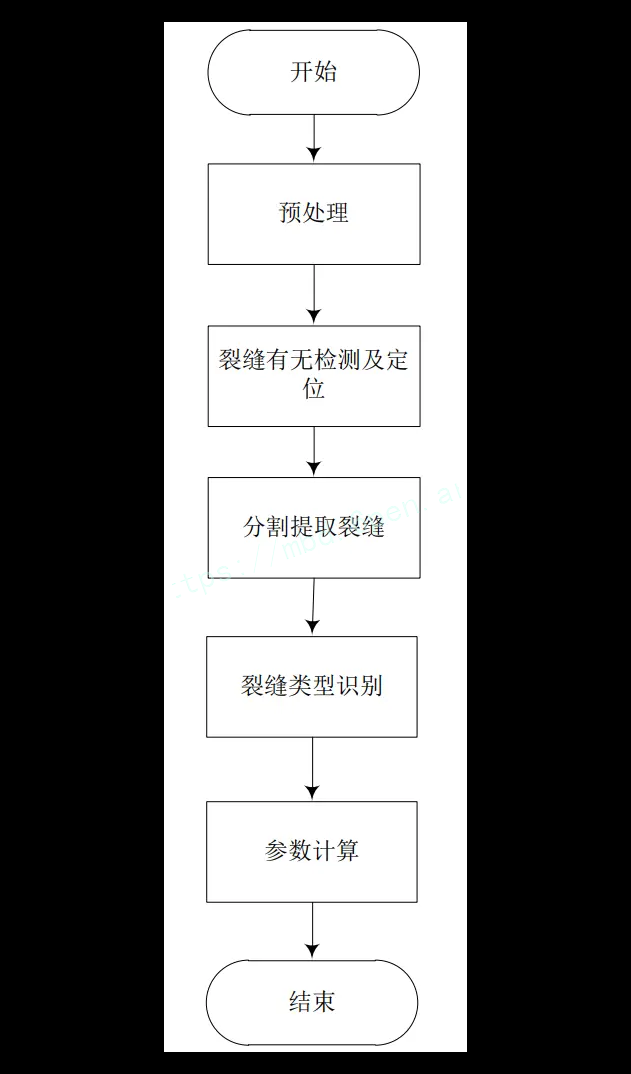 开始
预处理
裂缝有无检测及定
位
分割提取裂缝
裂缝类型识别
参数计算
结束